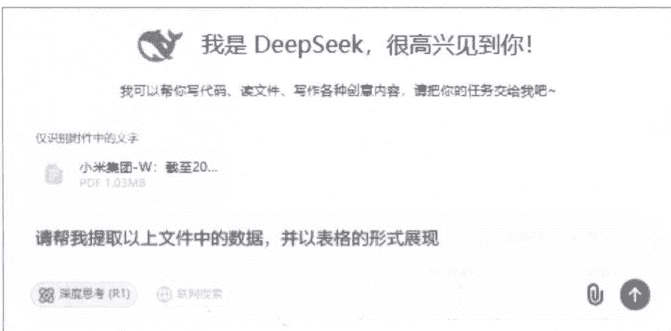 我是 DeepSeek，很高兴见到你！
我可以帮你写代码、读文件、写作各种创意内容，请把你的任务交给我吧~
仅识别附件中的文字
小米集团-W：截至20...
PDF 1.03MB
请帮我提取以上文件中的数据，并以表格的形式展现
深度思考 (R1)
联网搜索